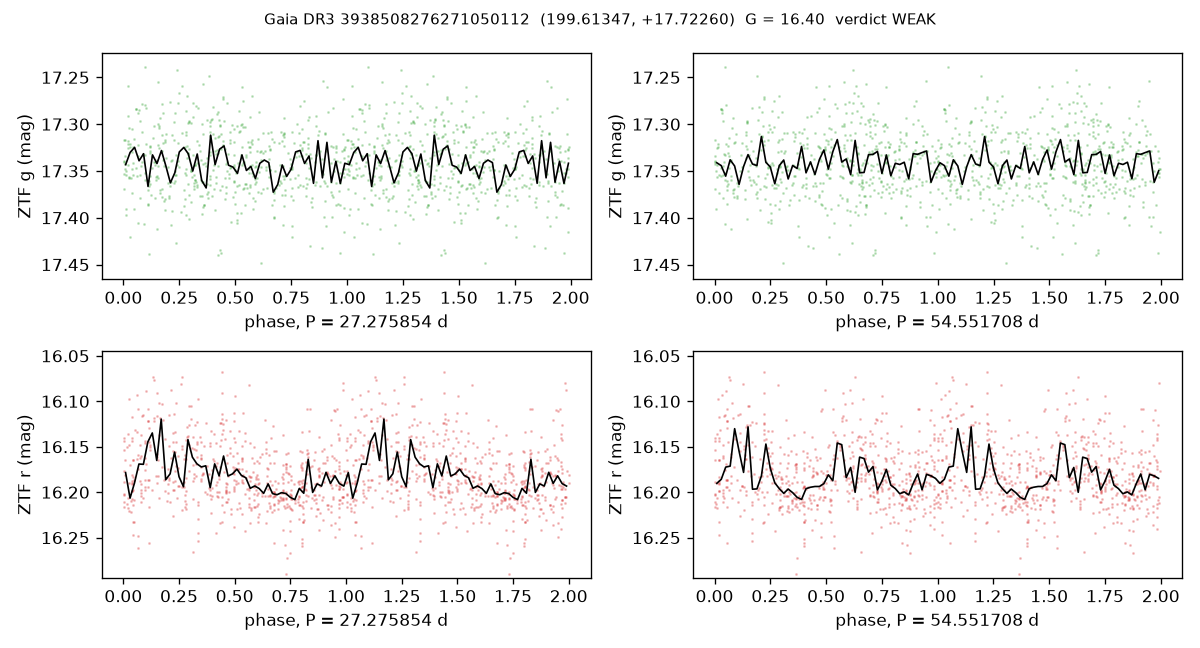 Gaia DR3 3938508276271050112 (199.61347, +17.72260) G = 16.40 verdict WEAK
ZTF g (mag)
17.25
17.30
17.35
17.40
17.45
0.00 0.25 0.50 0.75 1.00 1.25 1.50 1.75 2.00
phase, P = 27.275854 d
ZTF g (mag)
17.25
17.30
17.35
17.40
17.45
0.00 0.25 0.50 0.75 1.00 1.25 1.50 1.75 2.00
phase, P = 54.551708 d
ZTF r (mag)
16.05
16.10
16.15
16.20
16.25
0.00 0.25 0.50 0.75 1.00 1.25 1.50 1.75 2.00
phase, P = 27.275854 d
ZTF r (mag)
16.05
16.10
16.15
16.20
16.25
0.00 0.25 0.50 0.75 1.00 1.25 1.50 1.75 2.00
phase, P = 54.551708 d